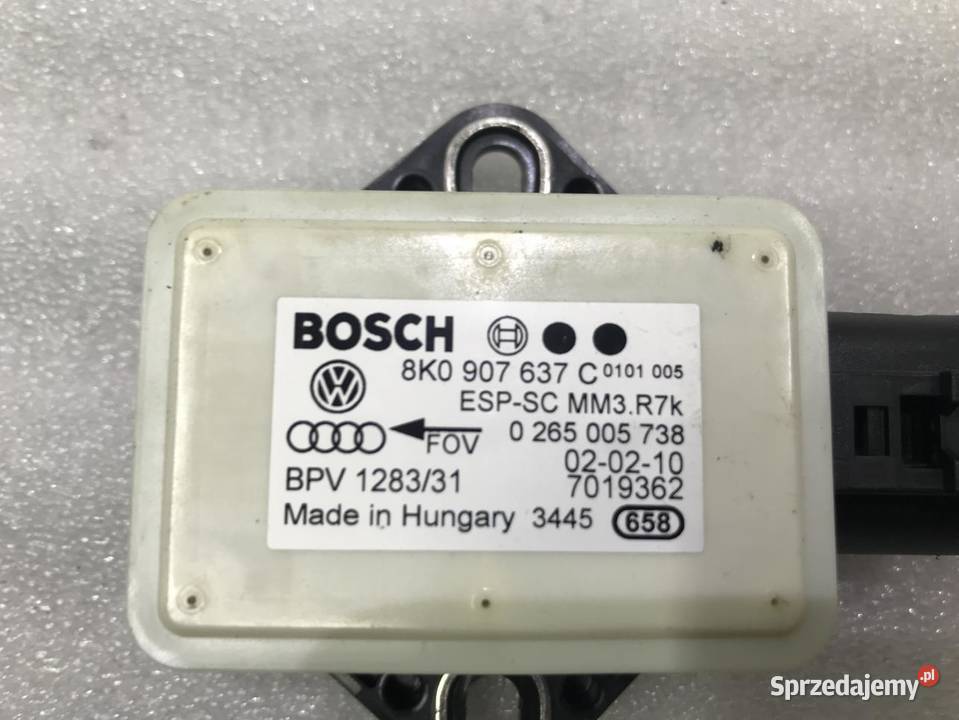 BOSCH
8K0 907 637 C 0101 005
ESP-SC MM3.R7k
FOV 0 265 005 738
02-02-10
BPV 1283/31 7019362
Made in Hungary 3445 658
Sprzedajemy.pl